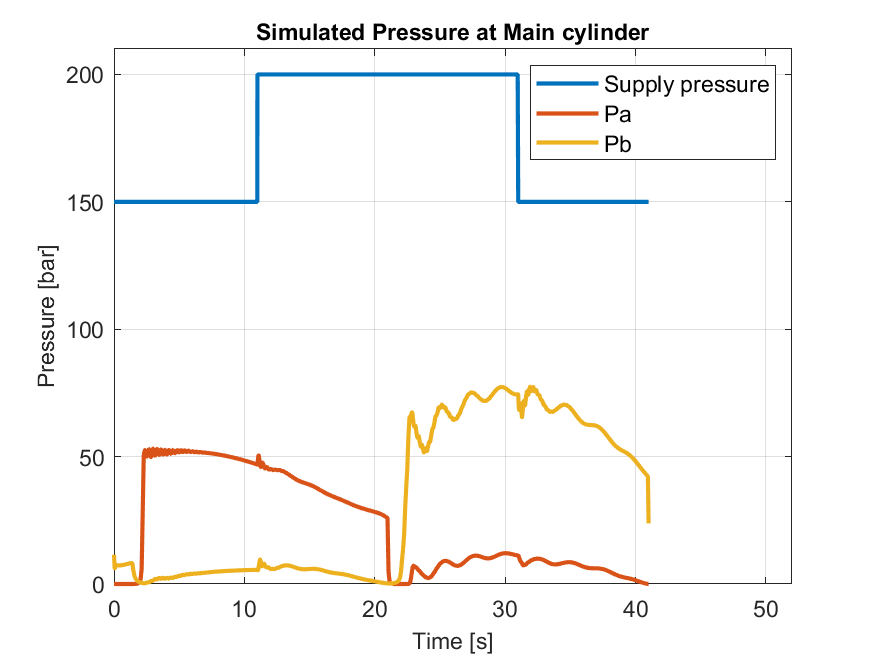 Simulated Pressure at Main cylinder
Supply pressure
Pa
Pb
200
150
100
50
0
Pressure [bar]
0 10 20 30 40 50
Time [s]